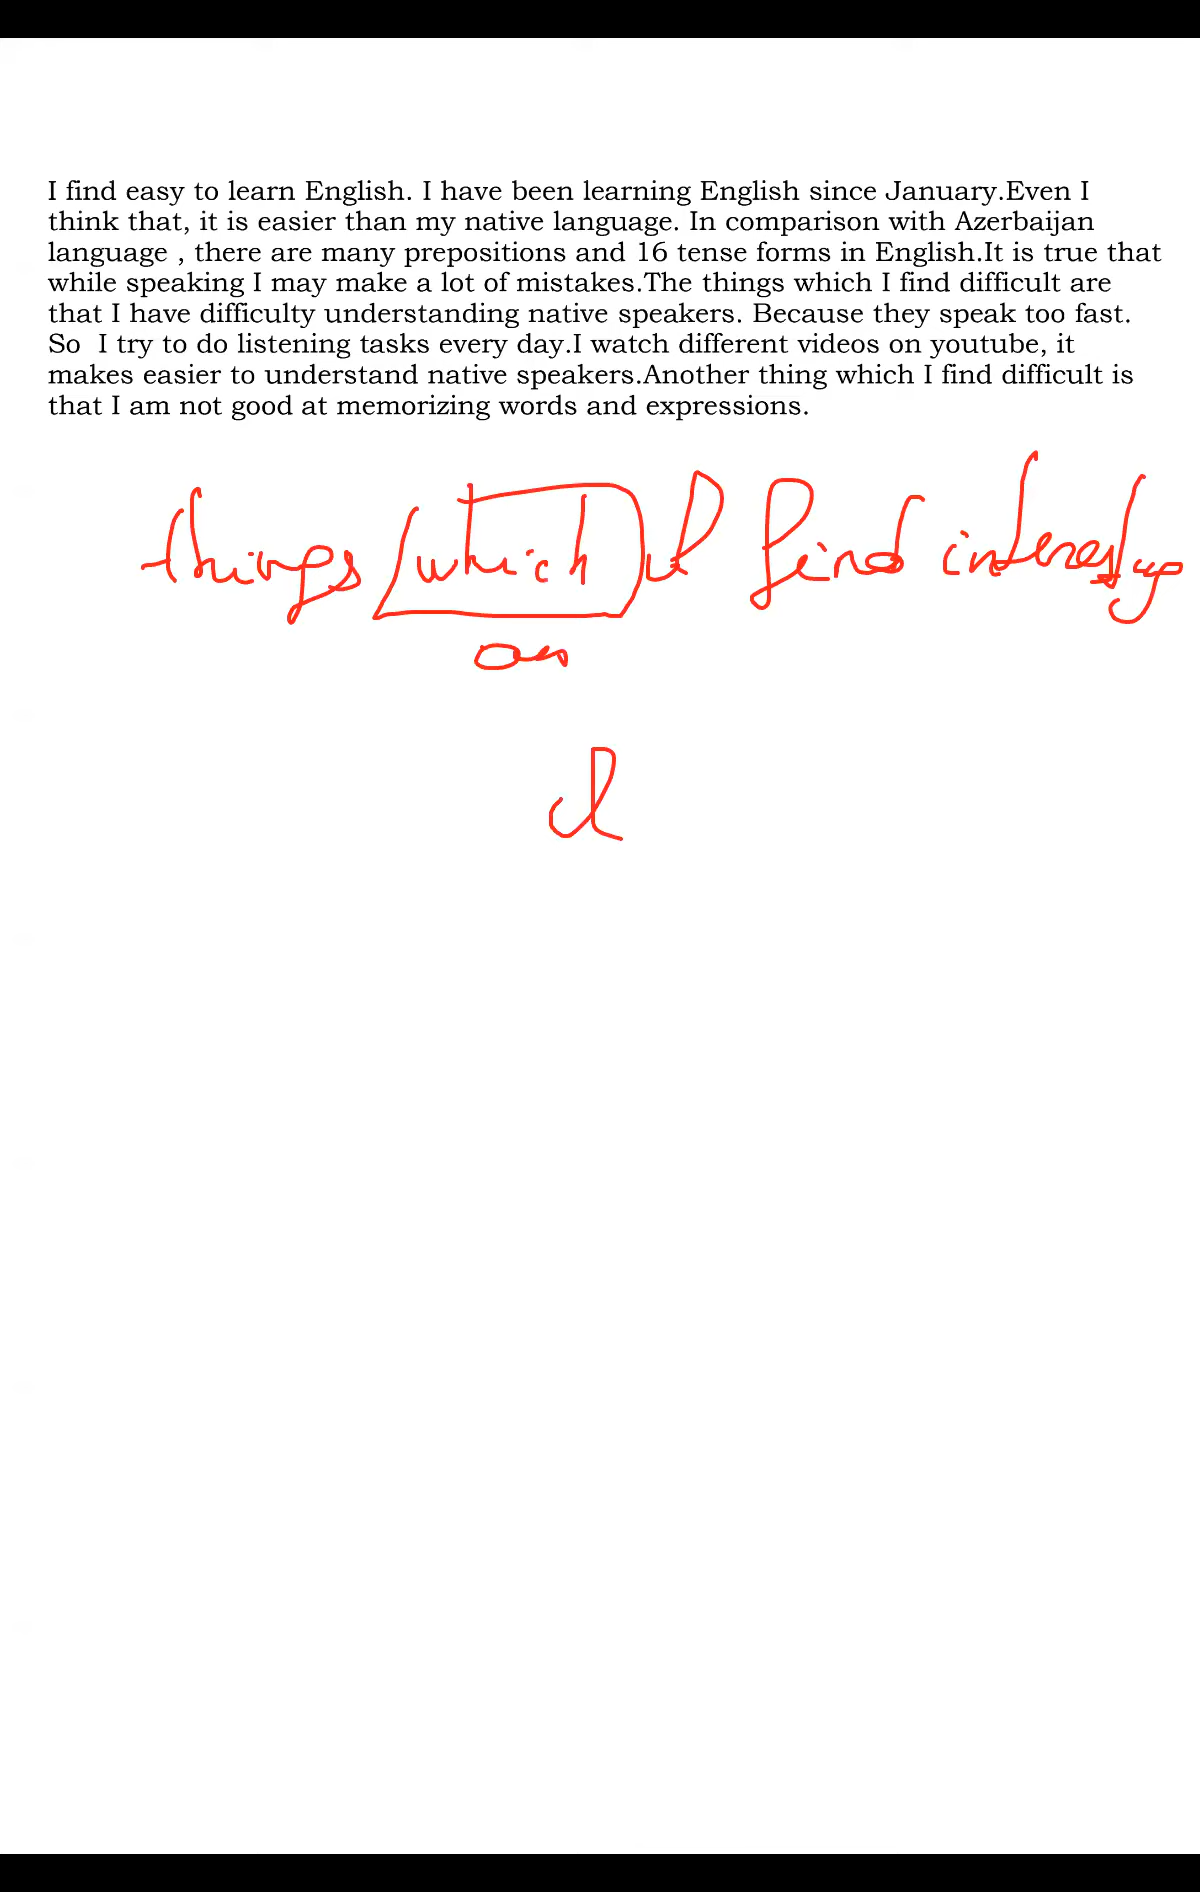 I find easy to learn English. I have been learning English since January.Even I
think that, it is easier than my native language. In comparison with Azerbaijan
language , there are many prepositions and 16 tense forms in English.It is true that
while speaking I may make a lot of mistakes.The things which I find difficult are
that I have difficulty understanding native speakers. Because they speak too fast.
So  I try to do listening tasks every day.I watch different videos on youtube, it
makes easier to understand native speakers.Another thing which I find difficult is
that I am not good at memorizing words and expressions.
things which I find
I